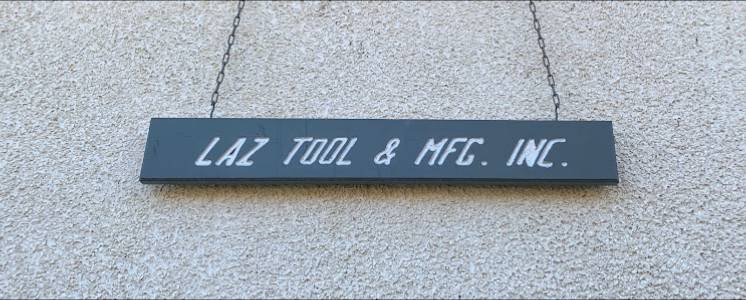 LAZ TOOL & MFG. INC.